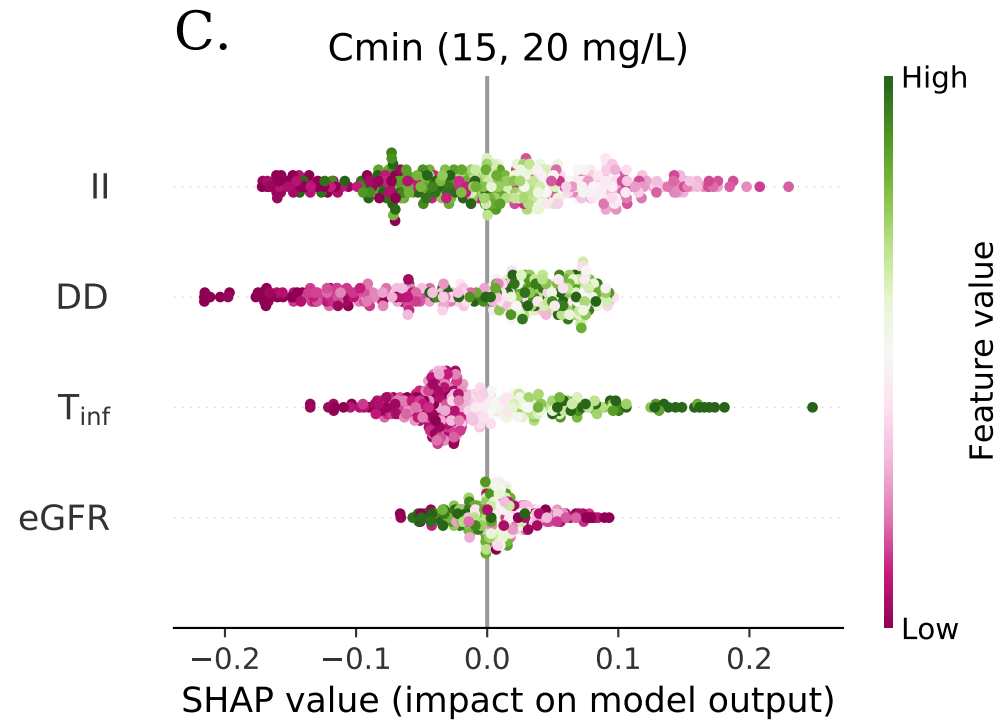 C.
Cmin (15, 20 mg/L)
High
II
DD
Tinf
eGFR
Feature value
Low
−0.2 −0.1 0.0 0.1 0.2
SHAP value (impact on model output)